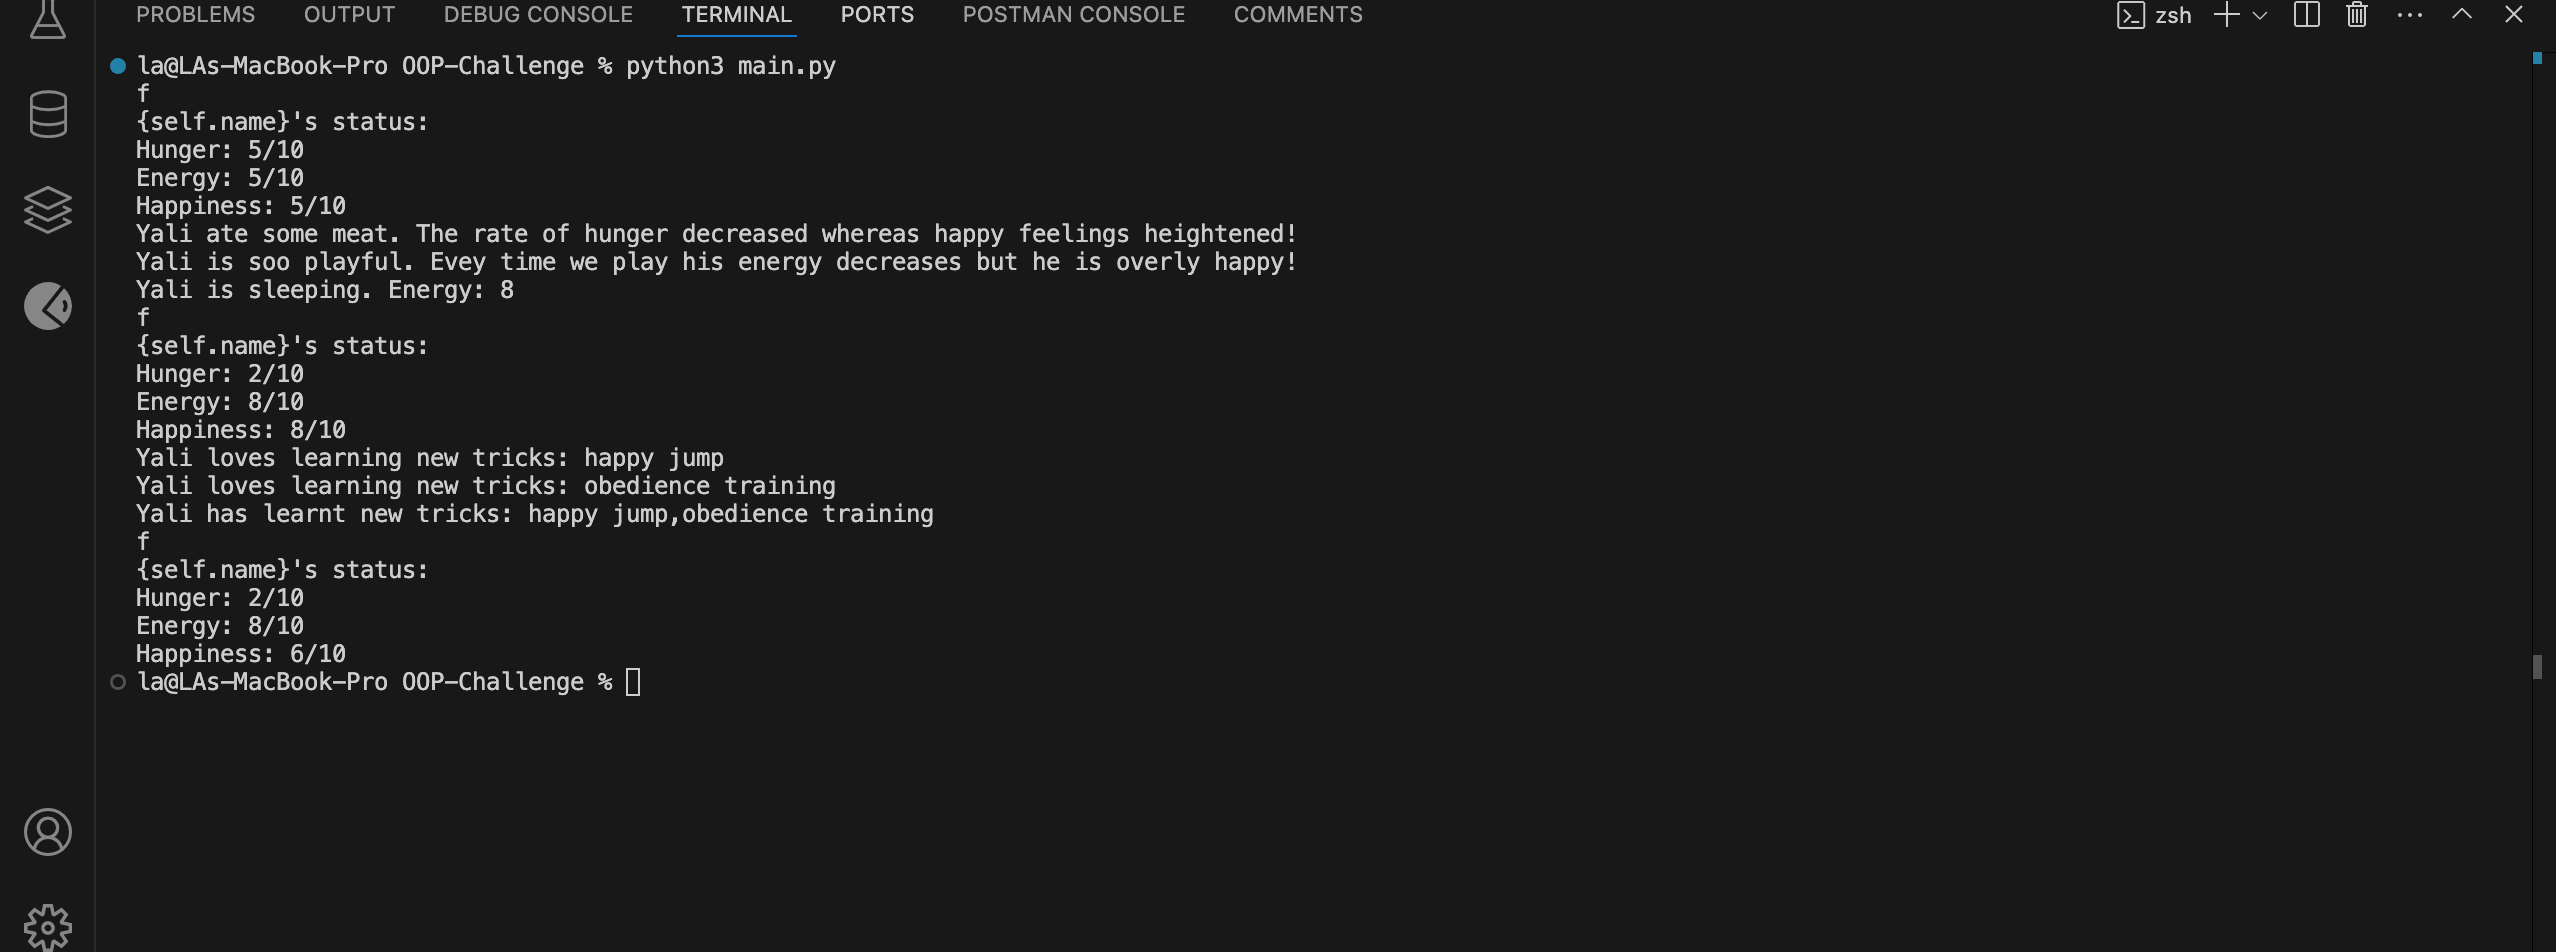 PROBLEMS OUTPUT DEBUG CONSOLE TERMINAL PORTS POSTMAN CONSOLE COMMENTS zsh
la@LAs-MacBook-Pro OOP-Challenge % python3 main.py
f
{self.name}'s status:
Hunger: 5/10
Energy: 5/10
Happiness: 5/10
Yali ate some meat. The rate of hunger decreased whereas happy feelings heightened!
Yali is soo playful. Evey time we play his energy decreases but he is overly happy!
Yali is sleeping. Energy: 8
f
{self.name}'s status:
Hunger: 2/10
Energy: 8/10
Happiness: 8/10
Yali loves learning new tricks: happy jump
Yali loves learning new tricks: obedience training
Yali has learnt new tricks: happy jump,obedience training
f
{self.name}'s status:
Hunger: 2/10
Energy: 8/10
Happiness: 6/10
la@LAs-MacBook-Pro OOP-Challenge %